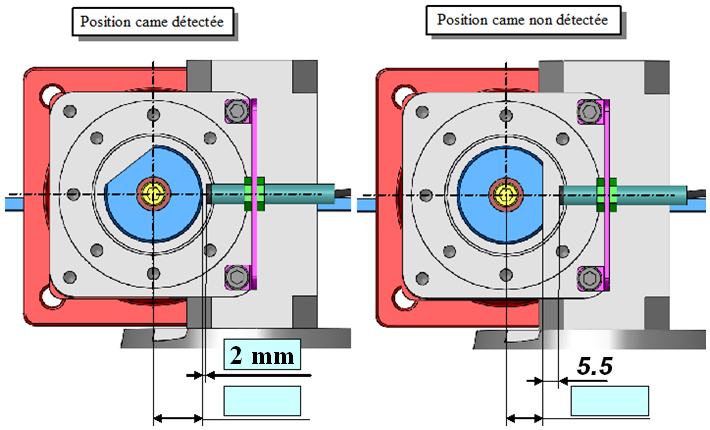 Position came détectée
Position came non détectée
2 mm
5.5